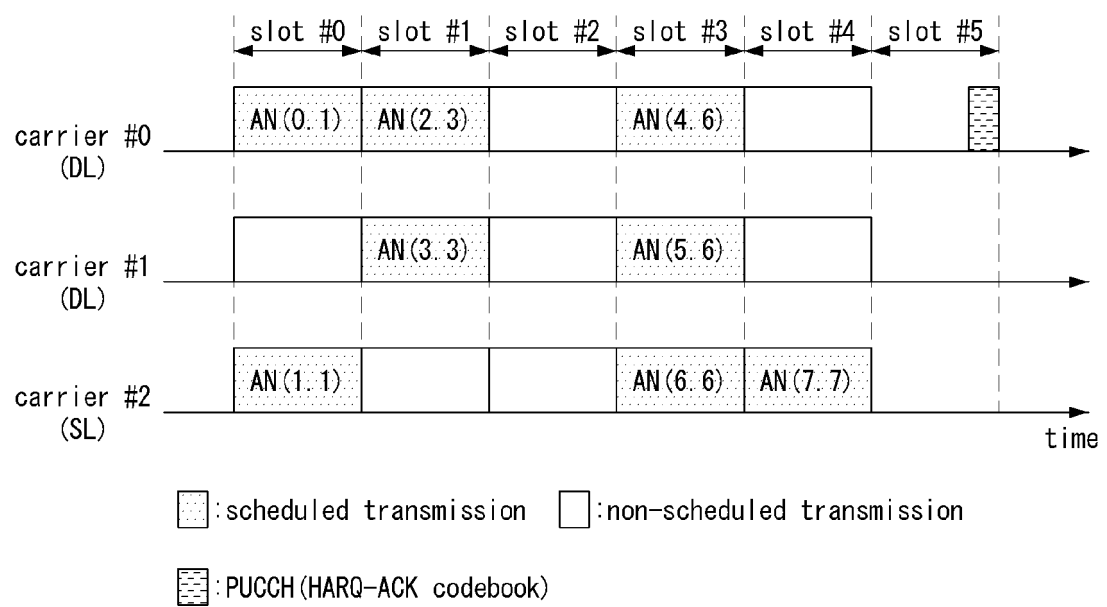 slot #0 slot #1 slot #2 slot #3 slot #4 slot #5
carrier #0
(DL)
AN(0.1) AN(2.3) AN(4.6)
carrier #1
(DL)
AN(3.3) AN(5.6)
carrier #2
(SL)
AN(1.1) AN(6.6) AN(7.7)
time
:scheduled transmission :non-scheduled transmission
:PUCCH(HARQ-ACK codebook)